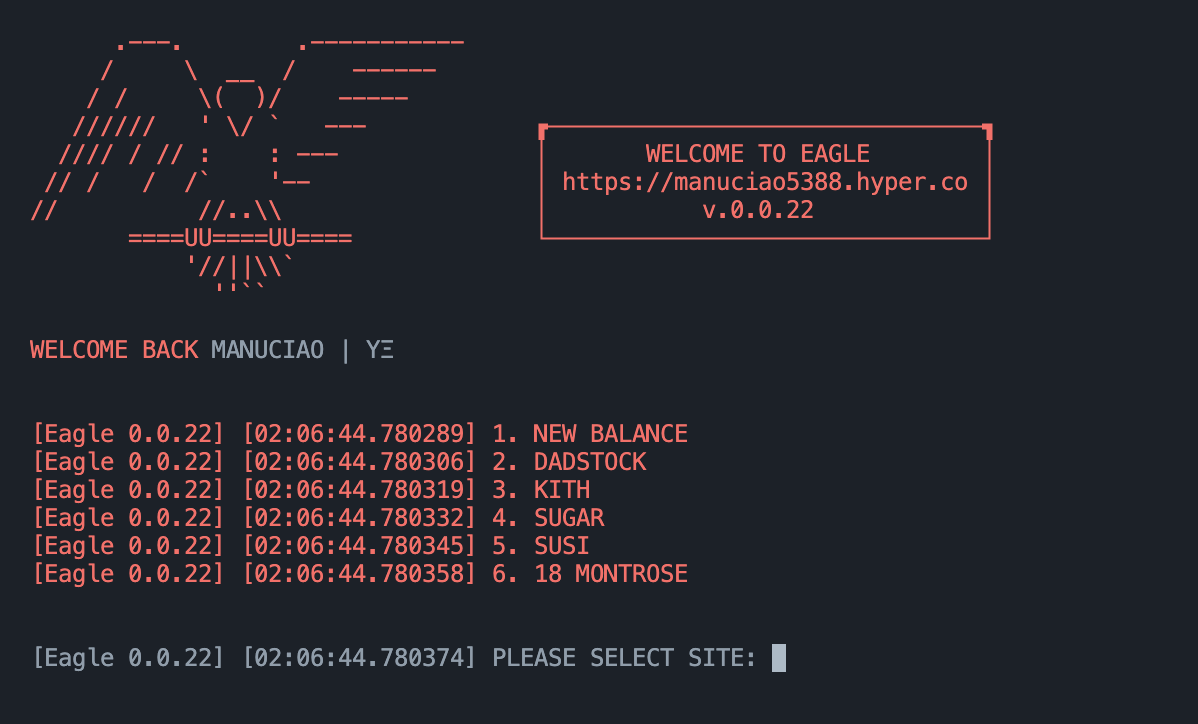 WELCOME TO EAGLE
https://manuciao5388.hyper.co
v.0.0.22
WELCOME BACK MANUCIAO | YΞ
[Eagle 0.0.22] [02:06:44.780289] 1. NEW BALANCE
[Eagle 0.0.22] [02:06:44.780306] 2. DADSTOCK
[Eagle 0.0.22] [02:06:44.780319] 3. KITH
[Eagle 0.0.22] [02:06:44.780332] 4. SUGAR
[Eagle 0.0.22] [02:06:44.780345] 5. SUSI
[Eagle 0.0.22] [02:06:44.780358] 6. 18 MONTROSE
[Eagle 0.0.22] [02:06:44.780374] PLEASE SELECT SITE: